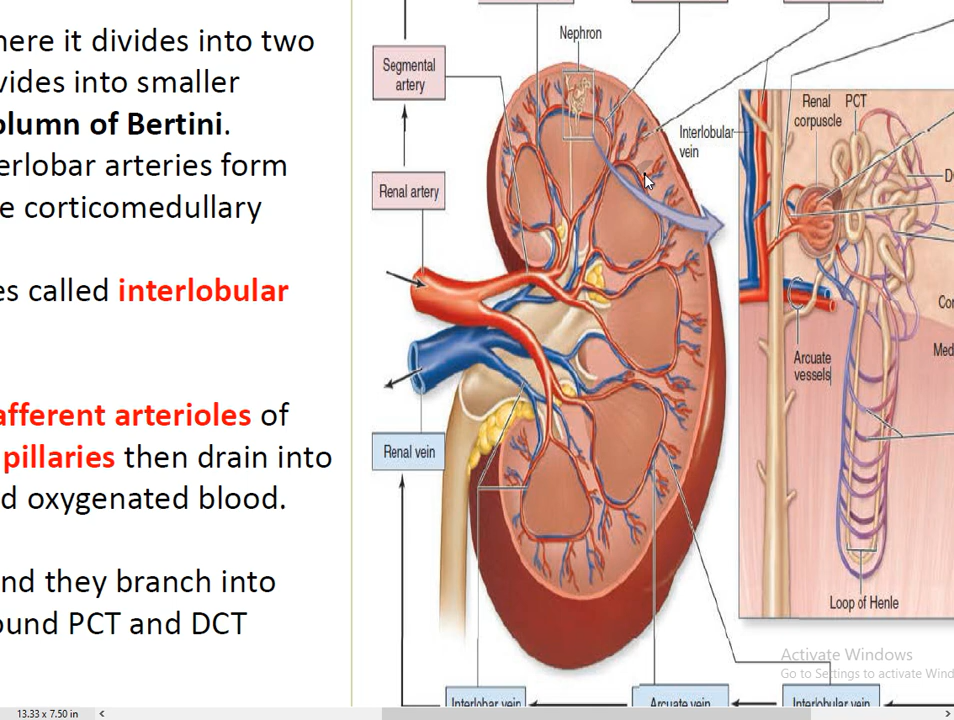 here it divides into two
vides into smaller
olumn of Bertini.
erlobar arteries form
e corticomedullary
es called interlobular
afferent arterioles of
pillaries then drain into
d oxygenated blood.
nd they branch into
ound PCT and DCT
Nephron
Segmental
artery
Renal artery
Renal vein
Interlobular
vein
Renal
corpuscle
PCT
D
Arcuate
vessels
Cor
Med
Loop of Henle
Interlobar vein
Arcuate vein
Interlobular vein
Activate Windows
Go to Settings to activate Wind
13.33 x 7.50 in